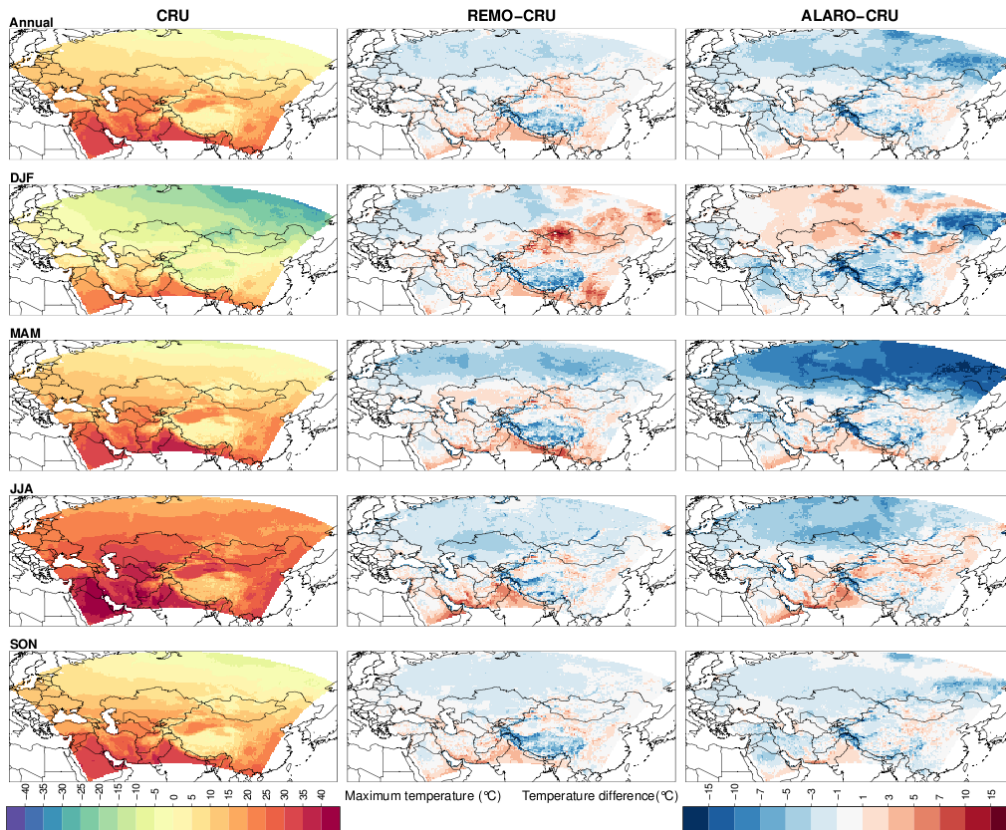 CRU REMO−CRU ALARO−CRU
Annual
DJF
MAM
JJA
SON
Maximum temperature (°C) Temperature difference(°C)
−40 −35 −30 −25 −20 −15 −10 −5 0 5 10 15 20 25 30 35 40
−15 −10 −7 −5 −3 −1 1 3 5 7 10 15